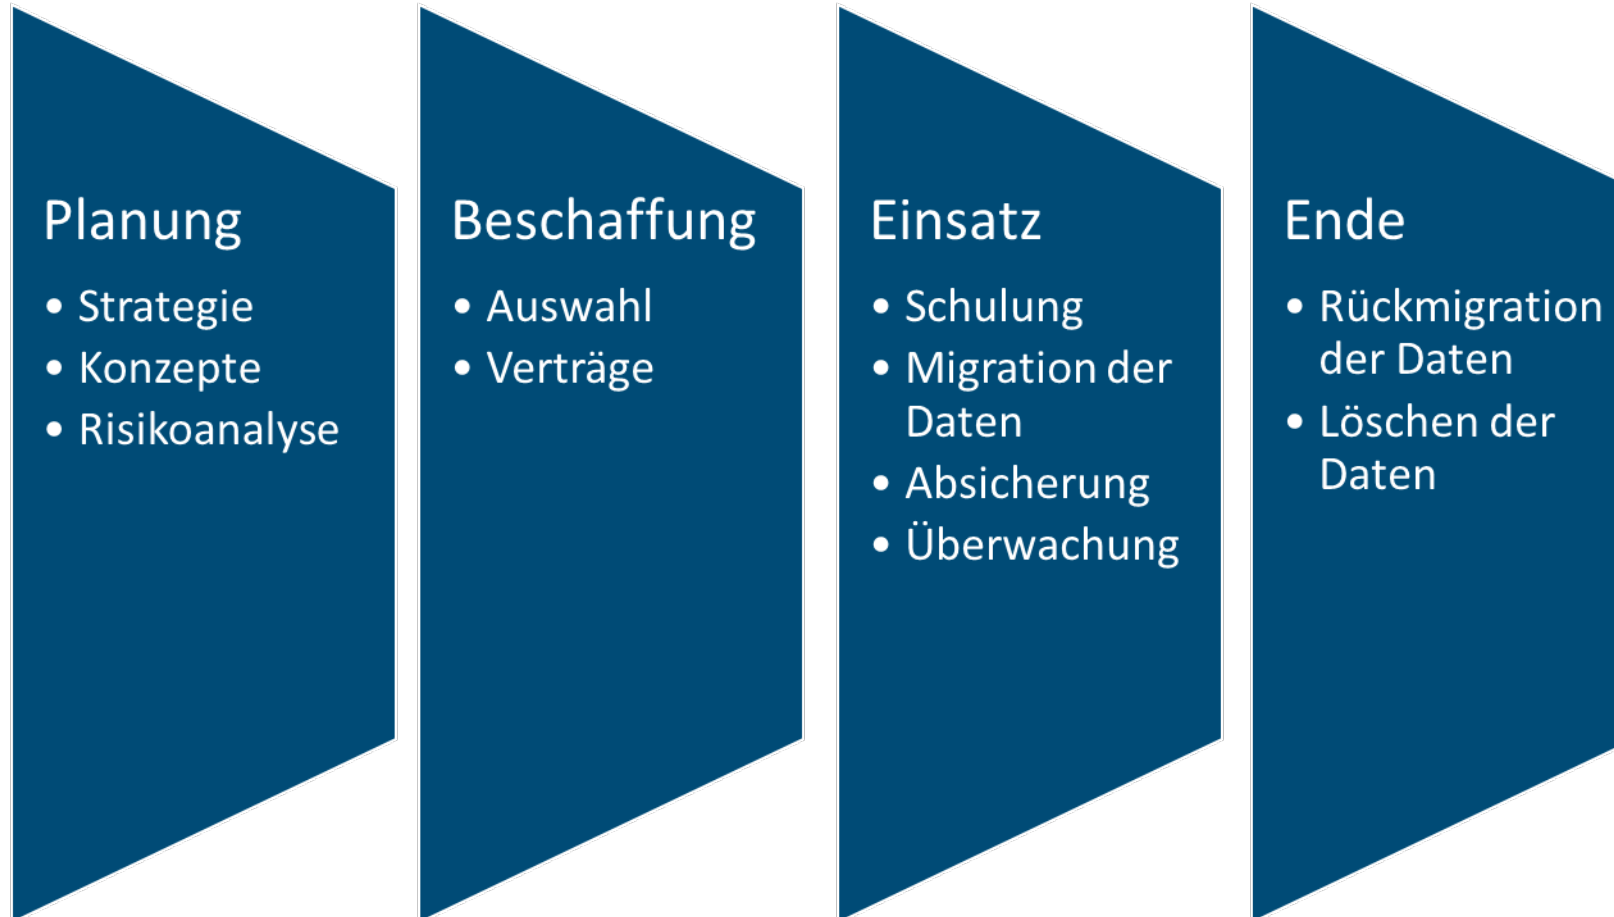 Planung
• Strategie
• Konzepte
• Risikoanalyse
Beschaffung
• Auswahl
• Verträge
Einsatz
• Schulung
• Migration der
Daten
• Absicherung
• Überwachung
Ende
• Rückmigration
der Daten
• Löschen der
Daten